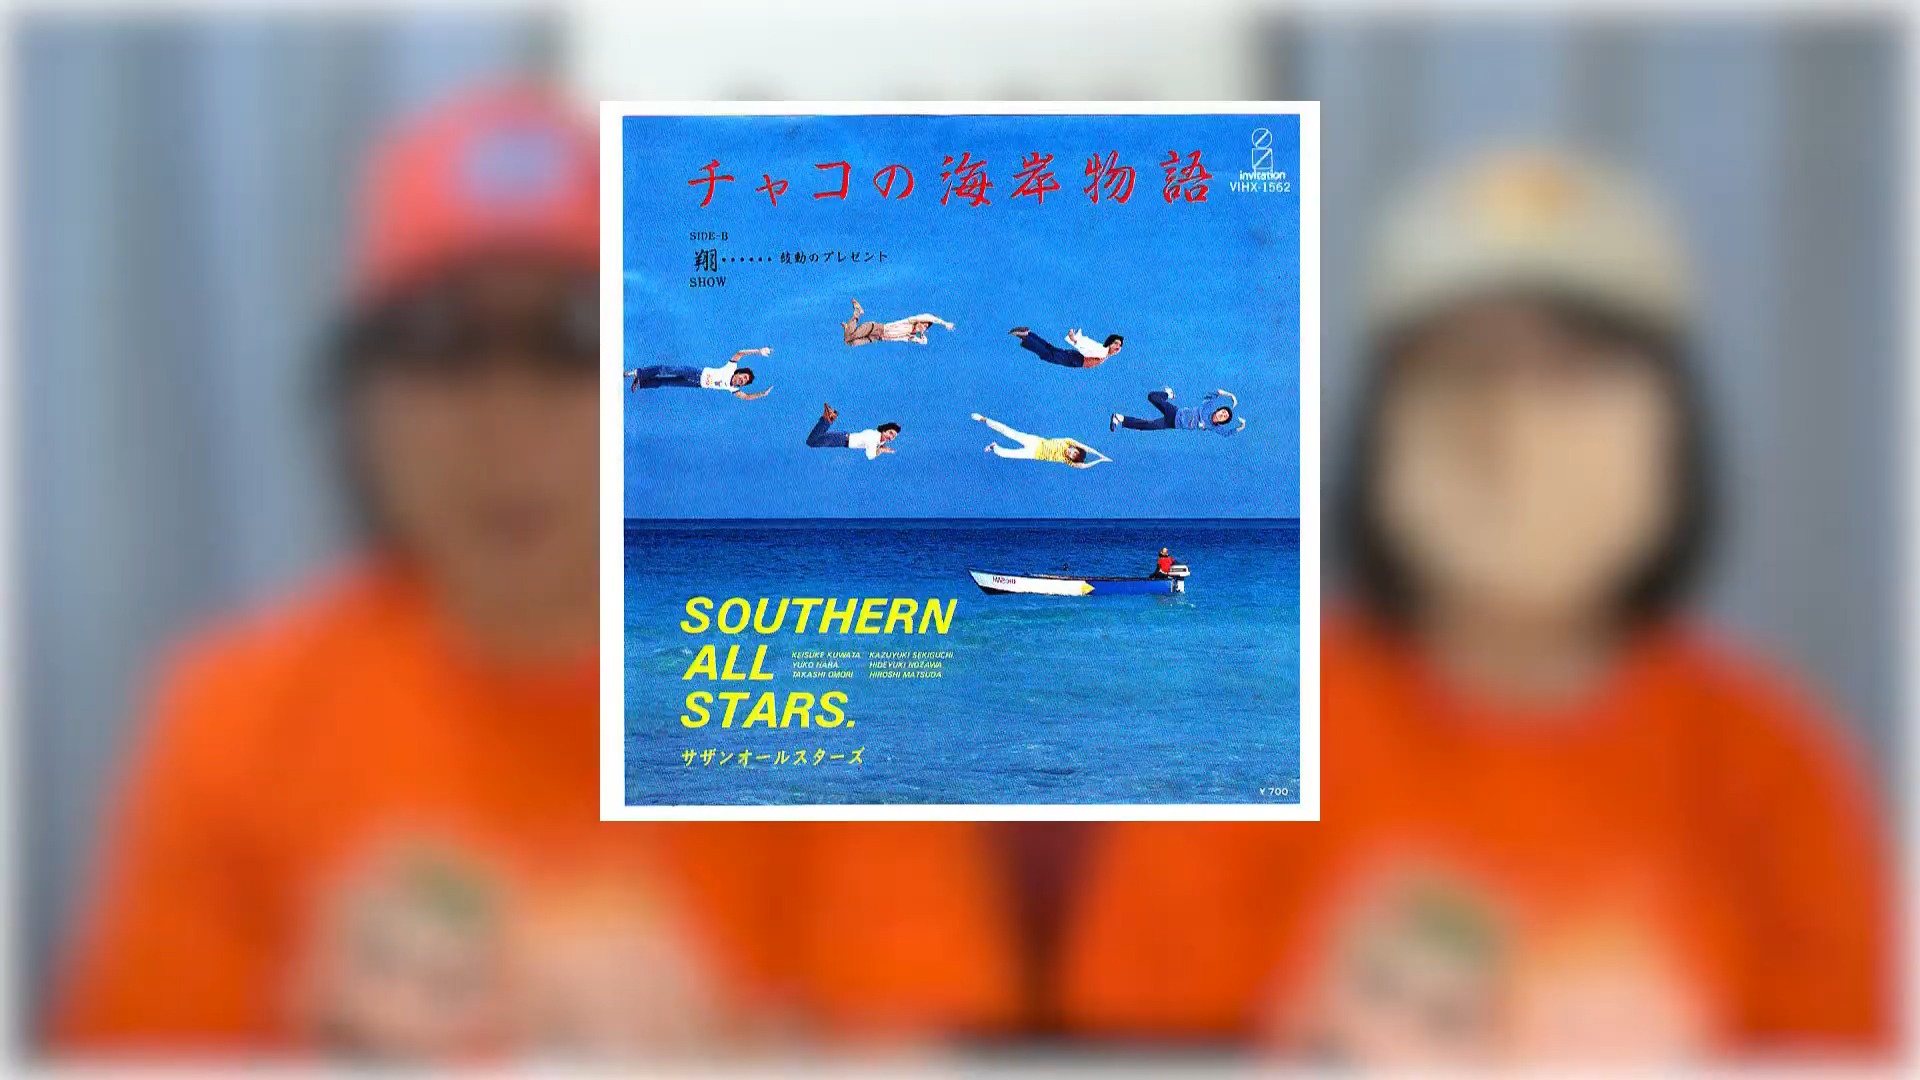 チャコの海岸物語
invitation
VIHX-1562
SIDE-B
翔・・・・・・鼓動のプレゼント
SHOW
SOUTHERN
ALL
STARS.
KEISUKE KUWATA
YUKO HARA
TAKASHI OMORI
KAZUYUKI SEKIGUCHI
HIDEYUKI NOZAWA
HIROSHI MATSUDA
サザンオールスターズ
¥700